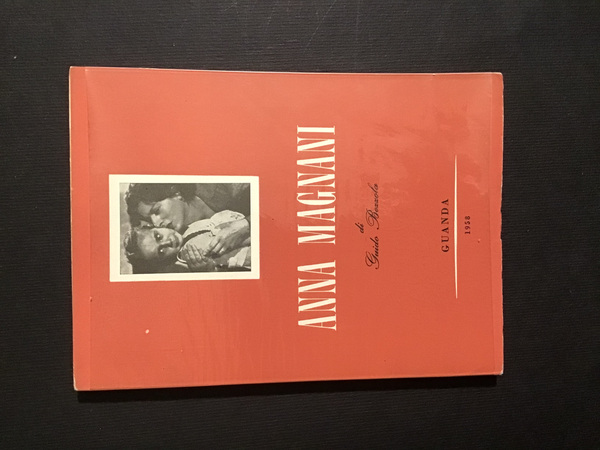 ANNA MAGNANI
di
Guido Bezzola
GUANDA
1958